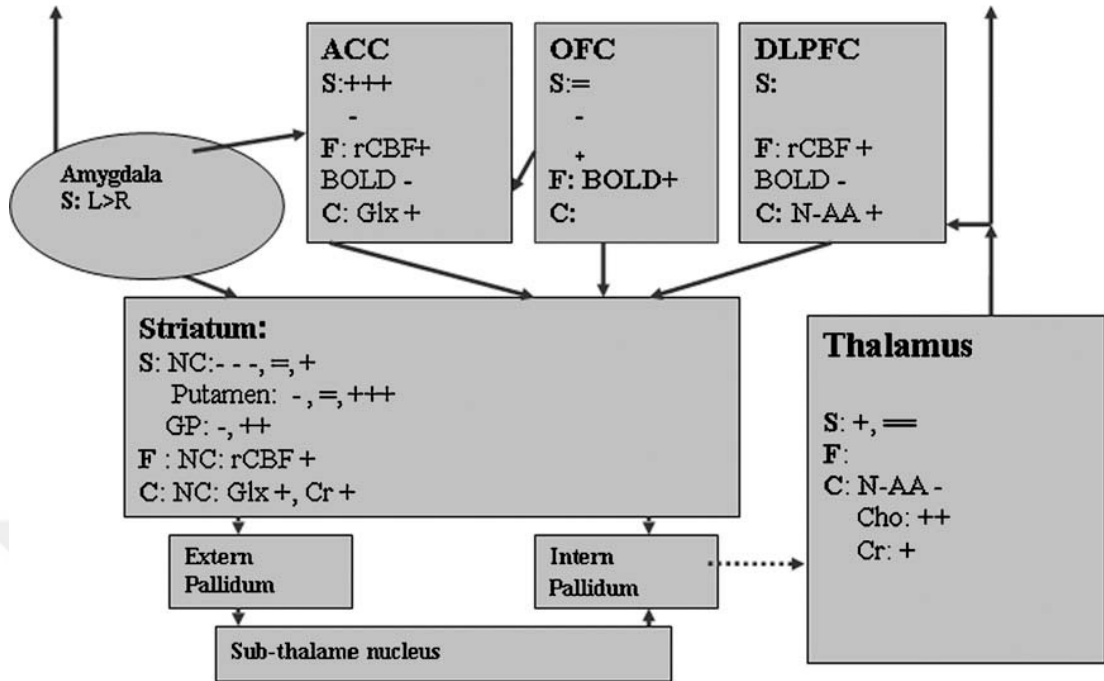 ACC
S:+++
-
F: rCBF+
BOLD -
C: Glx +
OFC
S:=
-
+
F: BOLD+
C:
DLPFC
S:
F: rCBF +
BOLD -
C: N-AA +
Amygdala
S: L>R
Striatum:
S: NC:- - -, =, +
Putamen: - , =, +++
GP: -, ++
F : NC: rCBF +
C: NC: Glx +, Cr +
Thalamus
S: +, ==
F:
C: N-AA -
Cho: ++
Cr: +
Extern
Pallidum
Intern
Pallidum
Sub-thalame nucleus